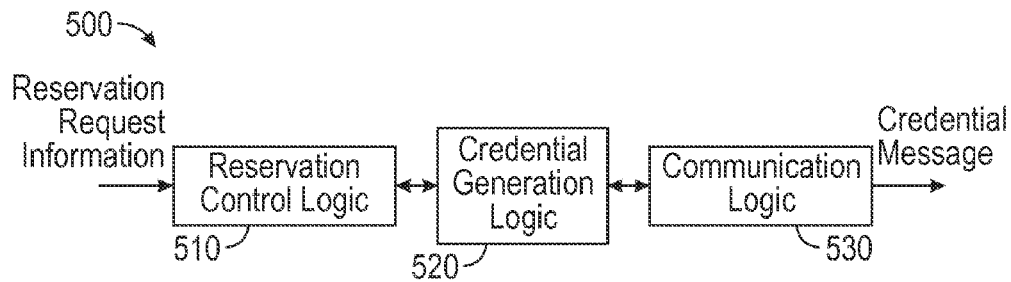 500
Reservation
Request
Information
Reservation
Control Logic
510
Credential
Generation
Logic
520
Communication
Logic
530
Credential
Message